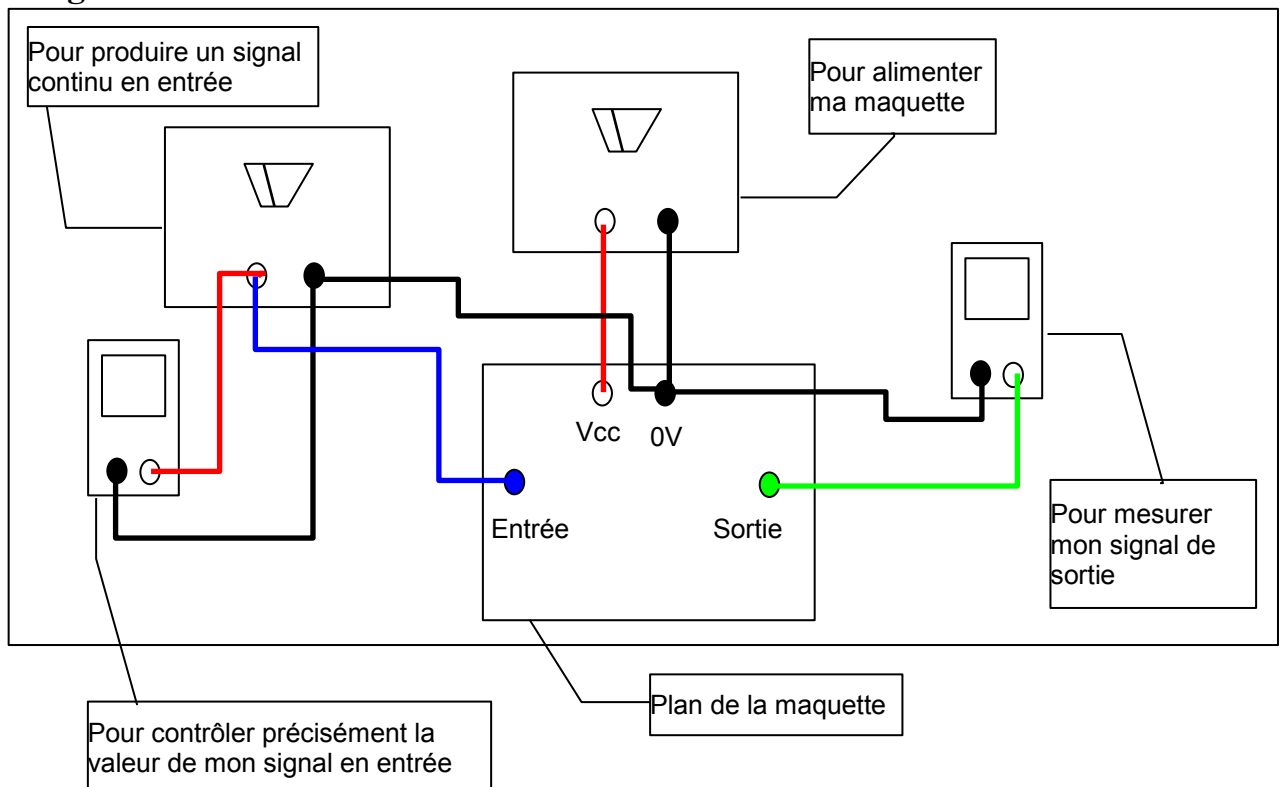 Pour produire un signal
continu en entrée
Pour alimenter
ma maquette
Vcc
0V
Entrée
Sortie
Pour mesurer
mon signal de
sortie
Plan de la maquette
Pour contrôler précisément la
valeur de mon signal en entrée